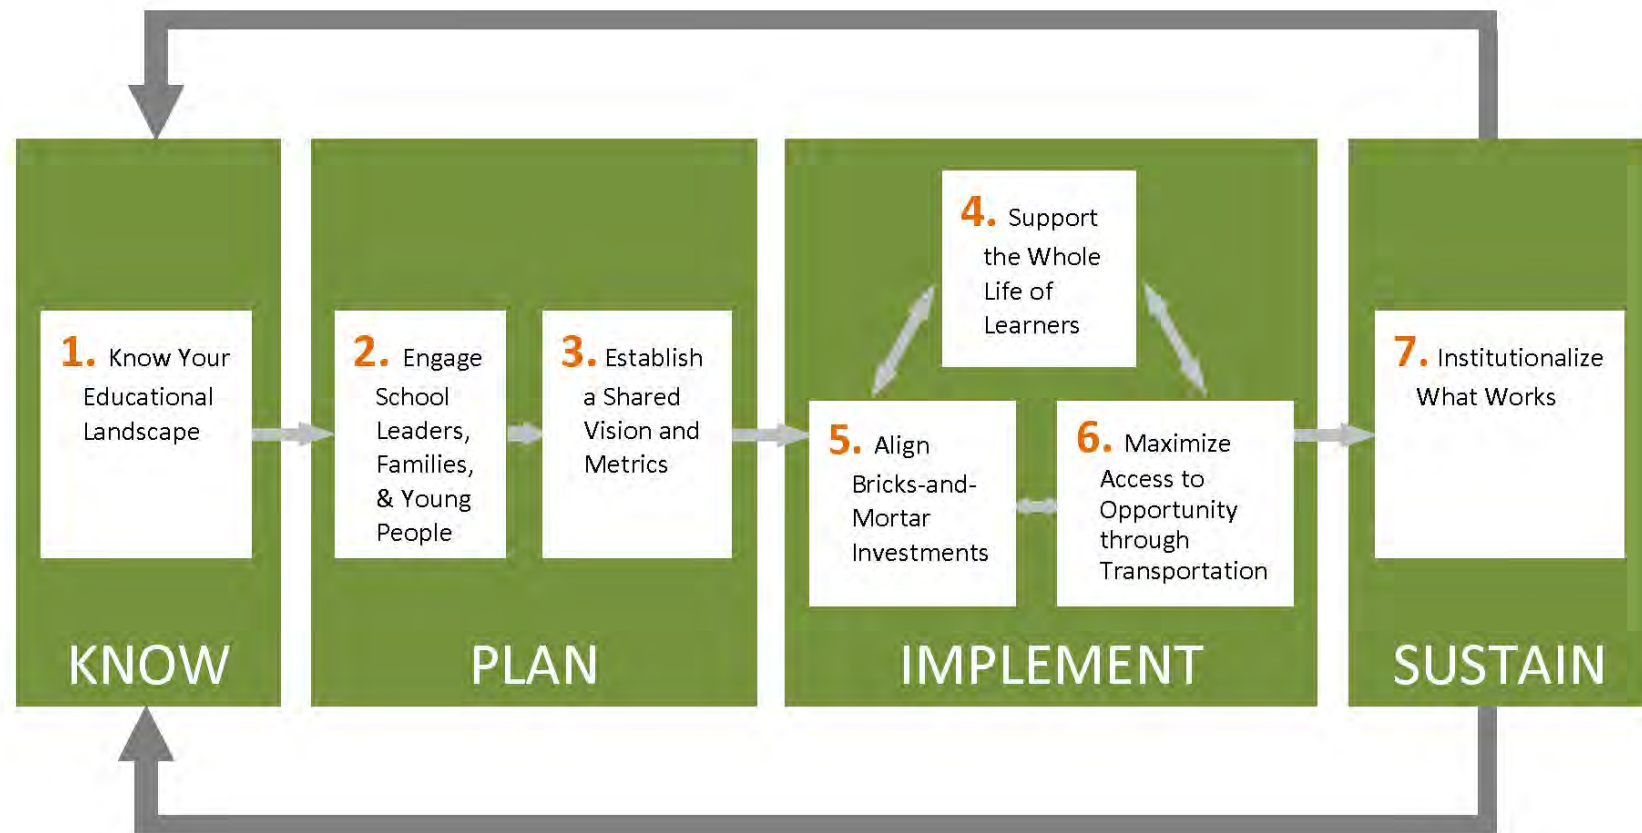 1. Know Your
Educational
Landscape
KNOW
2. Engage
School
Leaders,
Families,
& Young
People
3. Establish
a Shared
Vision and
Metrics
PLAN
4. Support
the Whole
Life of
Learners
5. Align
Bricks-and-
Mortar
Investments
6. Maximize
Access to
Opportunity
through
Transportation
IMPLEMENT
7. Institutionalize
What Works
SUSTAIN